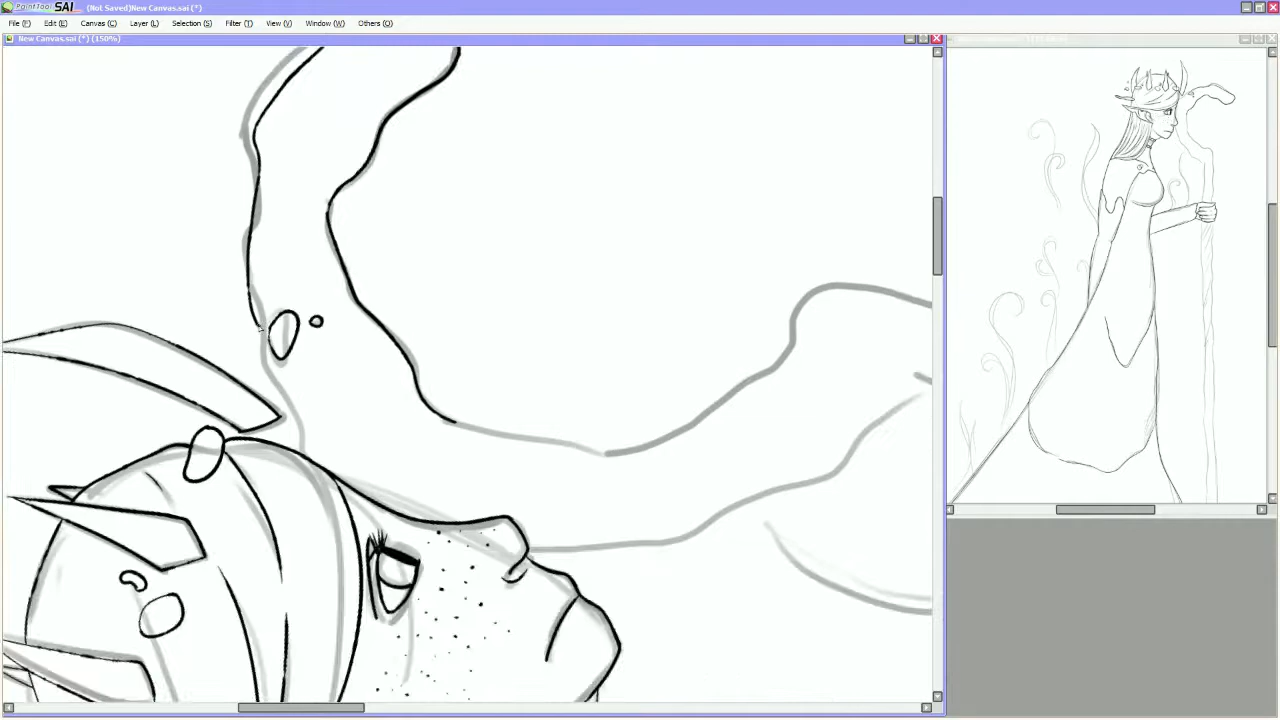 PaintTool SAI (Not Saved)New Canvas.sai (*)
File (F) Edit (E) Canvas (C) Layer (L) Selection (S) Filter (T) View (V) Window (W) Others (O)
New Canvas.sai (*) (150%)